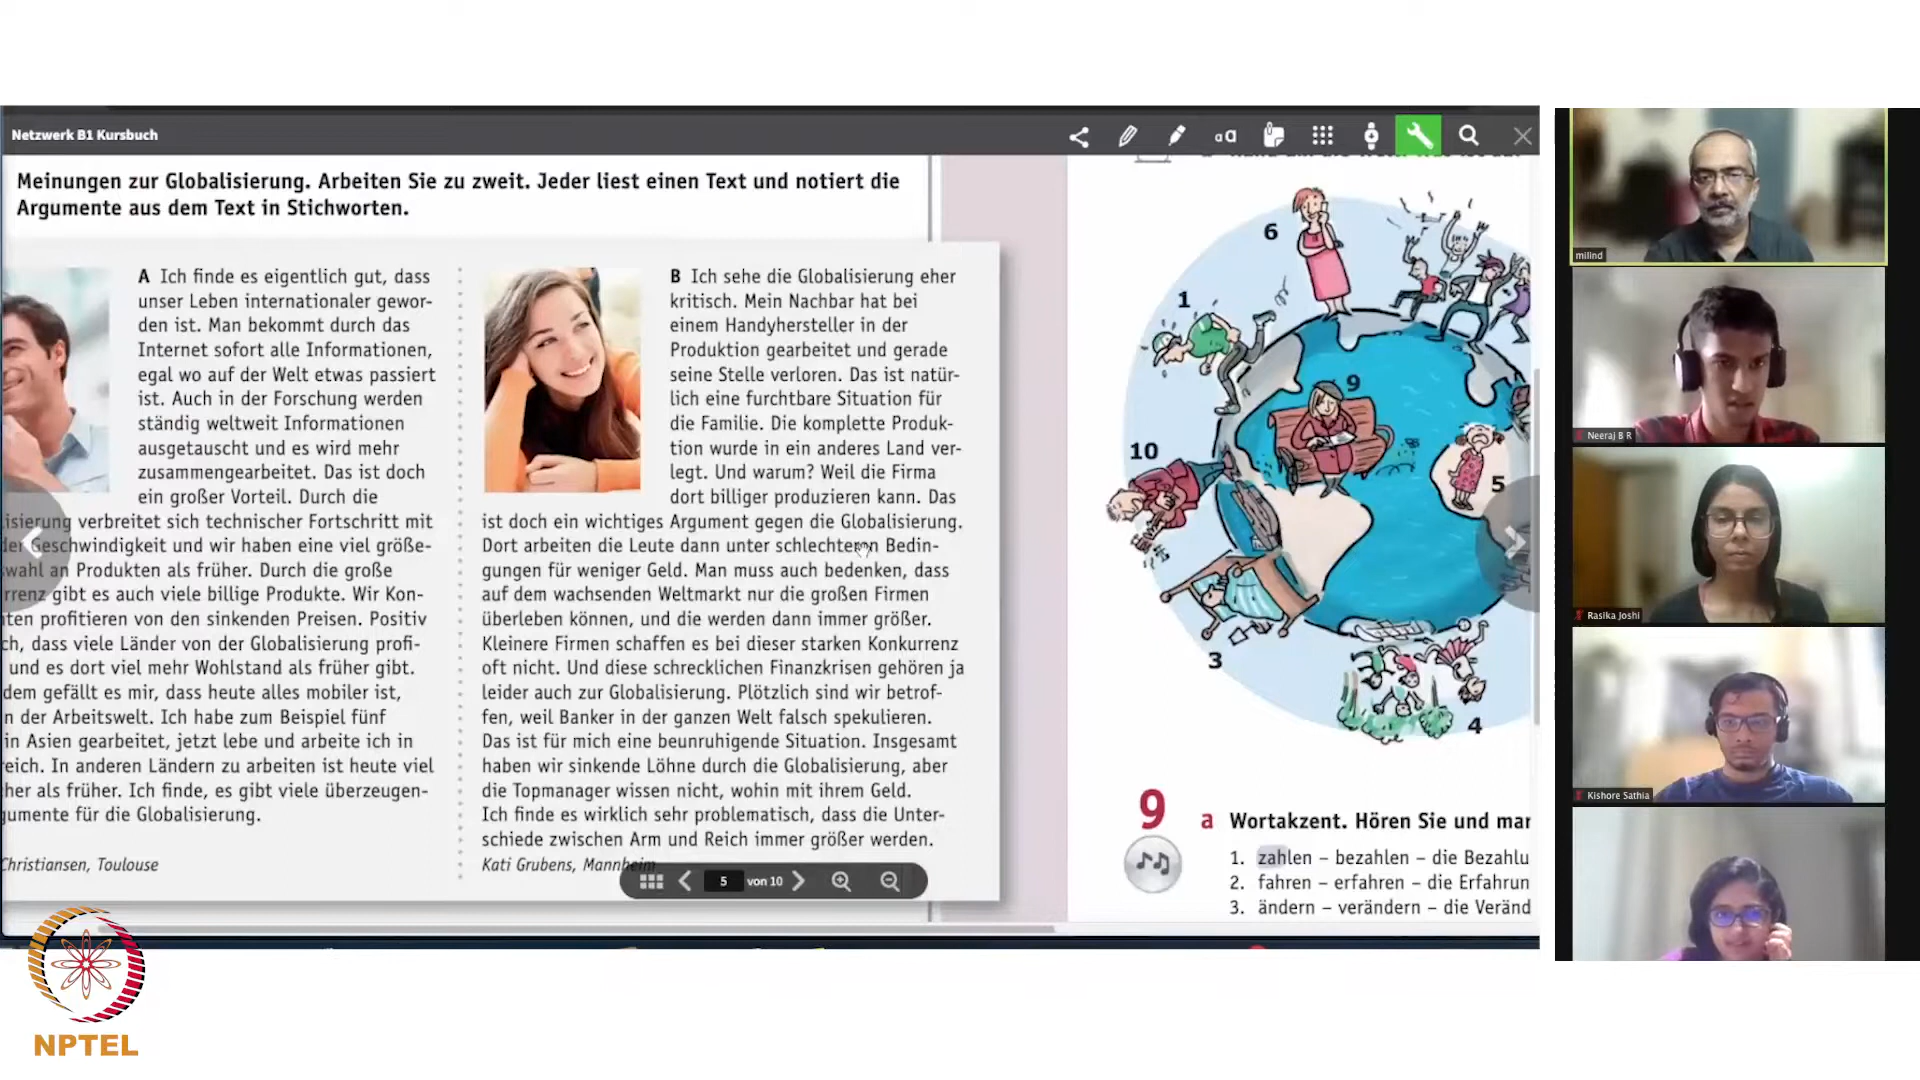 Netzwerk B1 Kursbuch
aa
Meinungen zur Globalisierung. Arbeiten Sie zu zweit. Jeder liest einen Text und notiert die
Argumente aus dem Text in Stichworten.
A Ich finde es eigentlich gut, dass
unser Leben internationaler gewor-
den ist. Man bekommt durch das
Internet sofort alle Informationen,
egal wo auf der Welt etwas passiert
ist. Auch in der Forschung werden
ständig weltweit Informationen
ausgetauscht und es wird mehr
zusammengearbeitet. Das ist doch
ein großer Vorteil. Durch die
lisierung verbreitet sich technischer Fortschritt mit
der Geschwindigkeit und wir haben eine viel größe-
swahl an Produkten als früher. Durch die große
rrenz gibt es auch viele billige Produkte. Wir Kon-
ten profitieren von den sinkenden Preisen. Positiv
ch, dass viele Länder von der Globalisierung profi-
und es dort viel mehr Wohlstand als früher gibt.
dem gefällt es mir, dass heute alles mobiler ist,
n der Arbeitswelt. Ich habe zum Beispiel fünf
in Asien gearbeitet, jetzt lebe und arbeite ich in
reich. In anderen Ländern zu arbeiten ist heute viel
cher als früher. Ich finde, es gibt viele überzeugen-
gumente für die Globalisierung.
Christiansen, Toulouse
B Ich sehe die Globalisierung eher
kritisch. Mein Nachbar hat bei
einem Handyhersteller in der
Produktion gearbeitet und gerade
seine Stelle verloren. Das ist natür-
lich eine furchtbare Situation für
die Familie. Die komplette Produk-
tion wurde in ein anderes Land ver-
legt. Und warum? Weil die Firma
dort billiger produzieren kann. Das
ist doch ein wichtiges Argument gegen die Globalisierung.
Dort arbeiten die Leute dann unter schlechteren Bedin-
gungen für weniger Geld. Man muss auch bedenken, dass
auf dem wachsenden Weltmarkt nur die großen Firmen
überleben können, und die werden dann immer größer.
Kleinere Firmen schaffen es bei dieser starken Konkurrenz
oft nicht. Und diese schrecklichen Finanzkrisen gehören ja
leider auch zur Globalisierung. Plötzlich sind wir betrof-
fen, weil Banker in der ganzen Welt falsch spekulieren.
Das ist für mich eine beunruhigende Situation. Insgesamt
haben wir sinkende Löhne durch die Globalisierung, aber
die Topmanager wissen nicht, wohin mit ihrem Geld.
Ich finde es wirklich sehr problematisch, dass die Unter-
schiede zwischen Arm und Reich immer größer werden.
Kati Grubens, Mannheim
5 von 10
6
1
9
10
5
3
4
9 a Wortakzent. Hören Sie und mar
1. zahlen – bezahlen – die Bezahlu
2. fahren – erfahren – die Erfahrun
3. ändern – verändern – die Veränd
milind
Neeraj B R
Rasika Joshi
Kishore Sathia
NPTEL